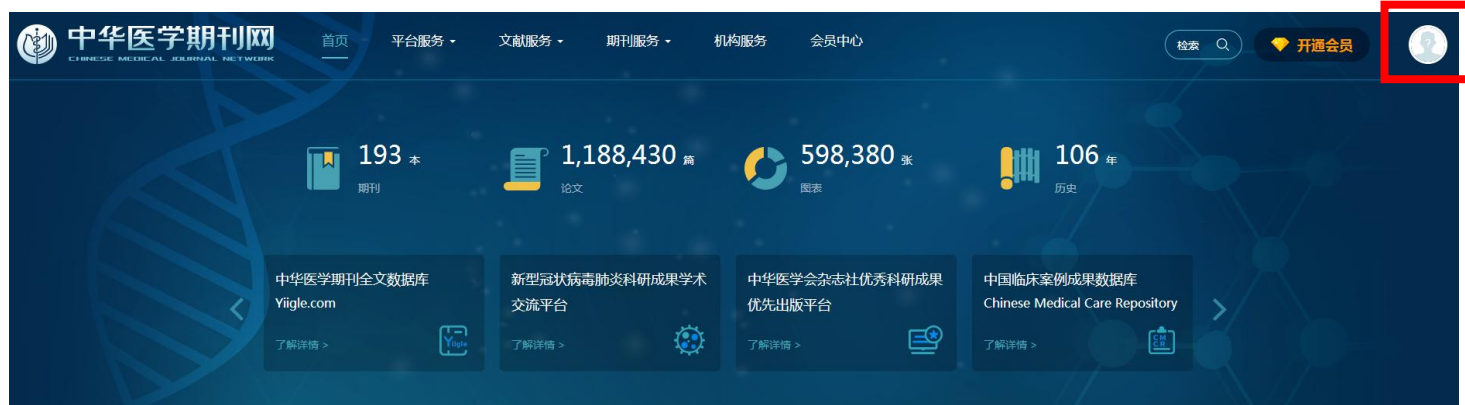 中华医学期刊网
CHINESE MEDICAL JOURNAL NETWORK
首页 平台服务 文献服务 期刊服务 机构服务 会员中心
检索
开通会员
193 本
期刊
1,188,430 篇
论文
598,380 张
图表
106 年
历史
中华医学期刊全文数据库
Yiigle.com
了解详情 >
Yiigle
新型冠状病毒肺炎科研成果学术
交流平台
了解详情 >
中华医学会杂志社优秀科研成果
优先出版平台
了解详情 >
中国临床案例成果数据库
Chinese Medical Care Repository
了解详情 >
CM
CR